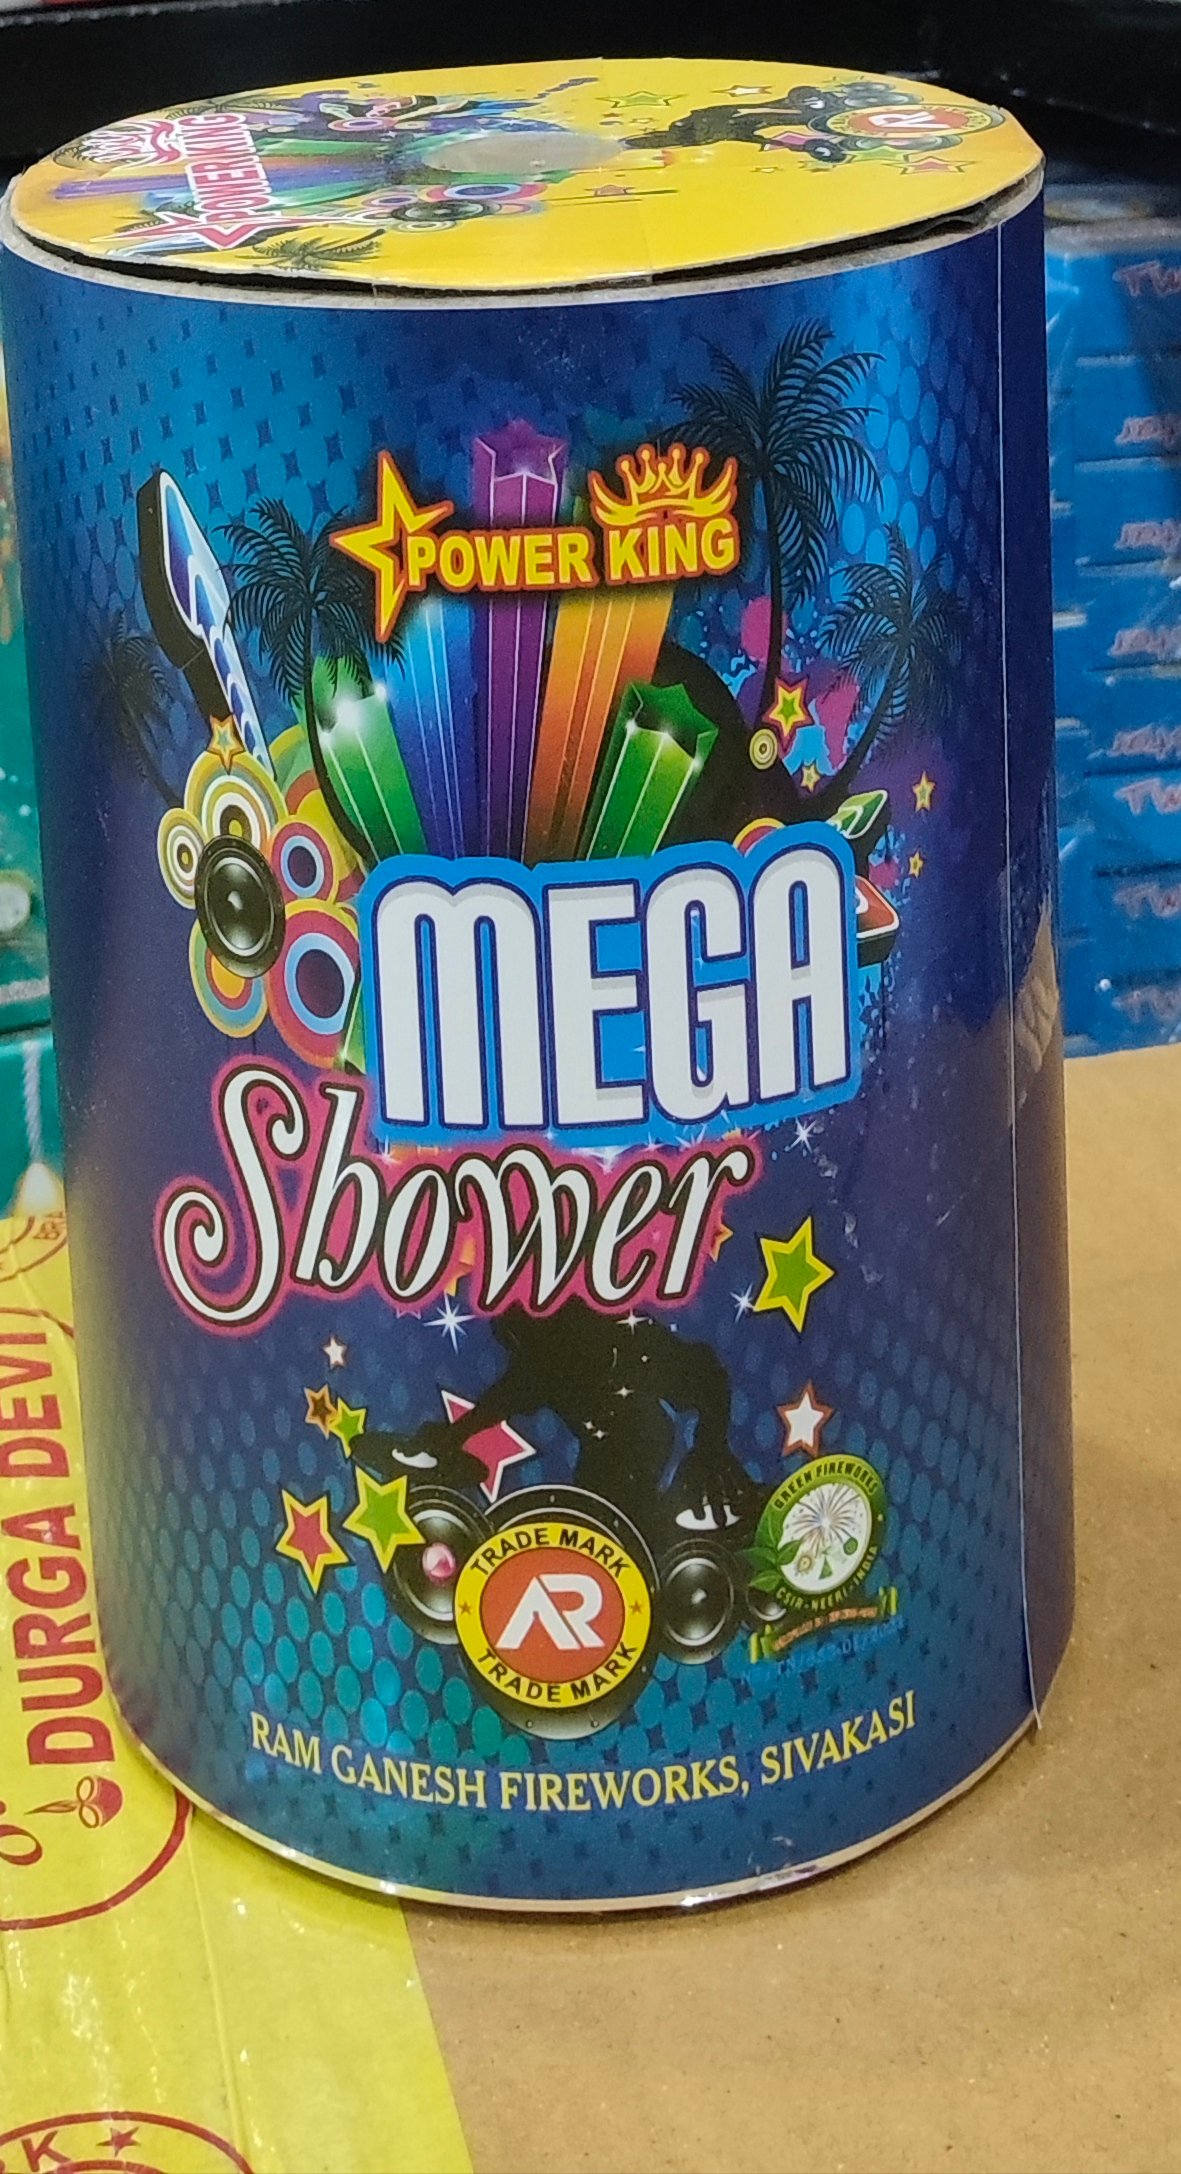 POWER KING
AR
POWER KING
MEGA
Shower
GREEN FIREWORKS
CSIR-NEERI-INDIA
TRADE MARK
AR
TRADE MARK
RAM GANESH FIREWORKS, SIVAKASI
DURGA DEVI